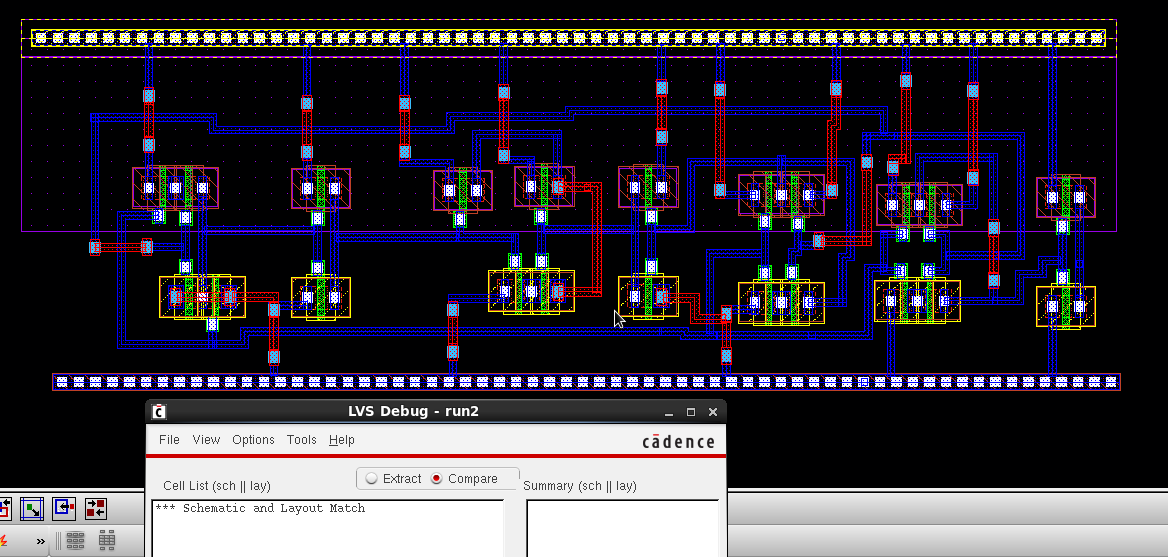 LVS Debug - run2
File View Options Tools Help
cādence
Extract Compare
Cell List (sch || lay) Summary (sch || lay)
*** Schematic and Layout Match
»